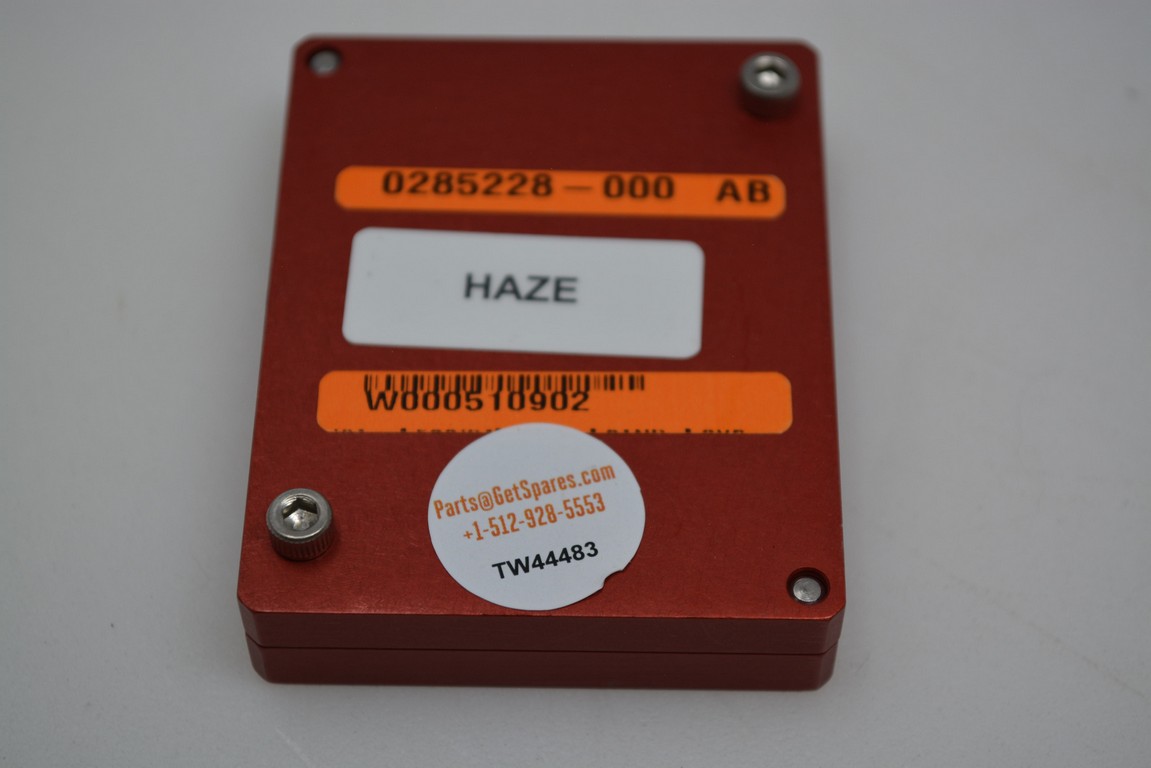 0285228-000 AB
HAZE
W000510902
Parts@GetSpares.com
+1-512-928-5553
TW44483